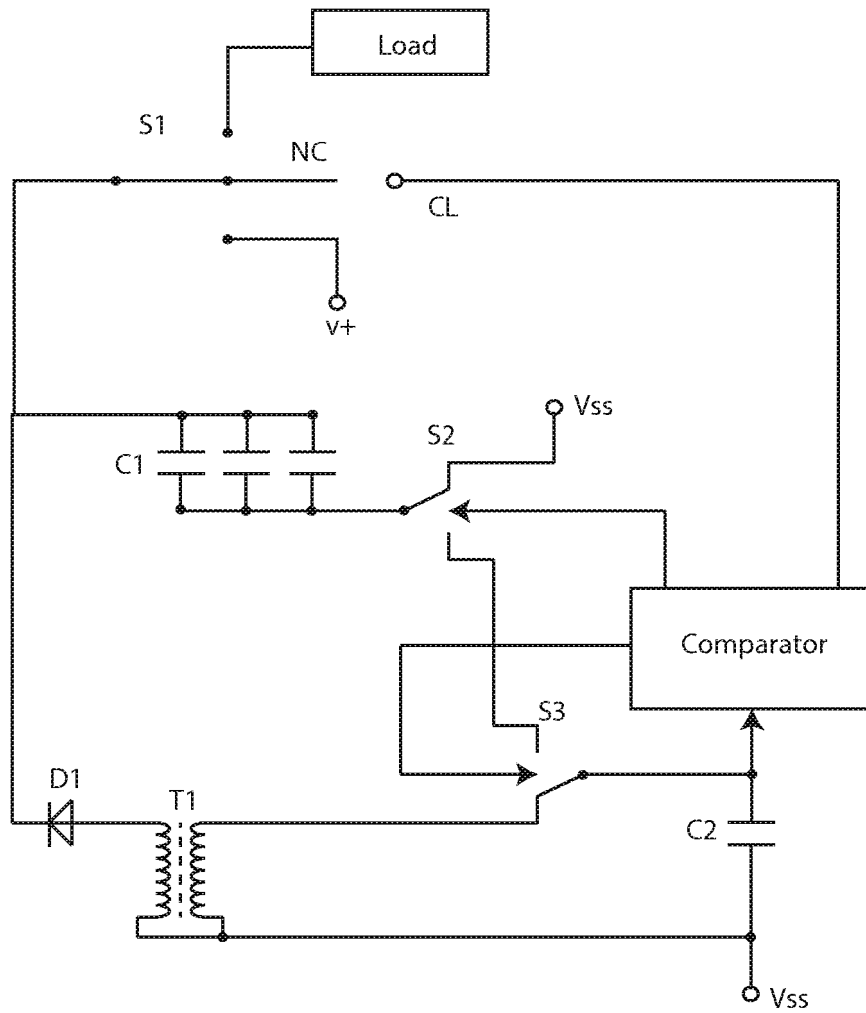 Load
S1
NC
CL
v+
Vss
S2
C1
Comparator
S3
D1
T1
C2
Vss